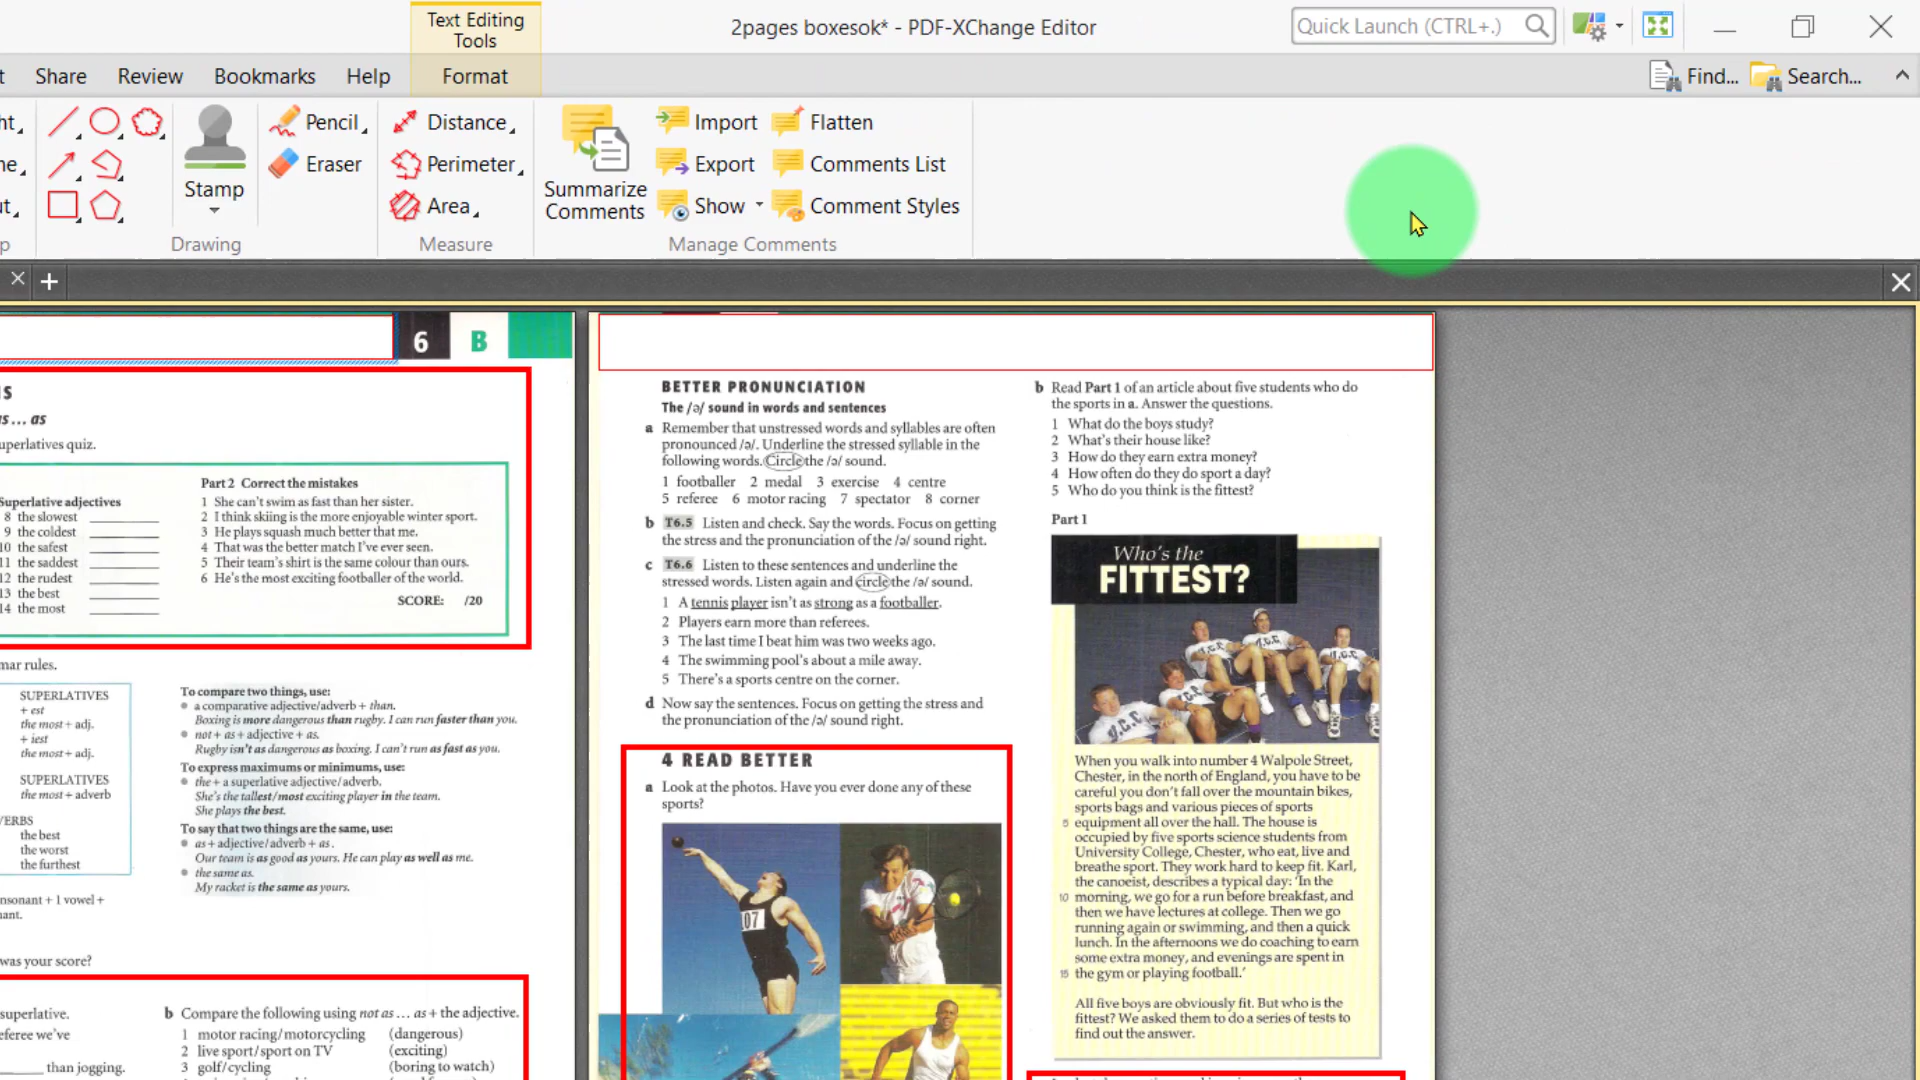 Text Editing
Tools
2pages boxesok* - PDF-XChange Editor
Quick Launch (CTRL+.)
Share
Review
Bookmarks
Help
Format
Find...
Search...
Pencil
Eraser
Stamp
Drawing
Distance
Perimeter
Area
Measure
Summarize
Comments
Import
Export
Show
Flatten
Comments List
Comment Styles
Manage Comments
6 B
s ... as
uperlatives quiz.
Superlative adjectives
8 the slowest
9 the coldest
10 the safest
11 the saddest
12 the rudest
13 the best
14 the most
Part 2 Correct the mistakes
1 She can't swim as fast than her sister.
2 I think skiing is the more enjoyable winter sport.
3 He plays squash much better that me.
4 That was the better match I've ever seen.
5 Their team's shirt is the same colour than ours.
6 He's the most exciting footballer of the world.
SCORE: /20
mar rules.
SUPERLATIVES
+ est
the most + adj.
+ iest
the most + adj.
SUPERLATIVES
the most + adverb
VERBS
the best
the worst
the furthest
nsonant + 1 vowel +
nant.
To compare two things, use:
● a comparative adjective/adverb + than.
Boxing is more dangerous than rugby. I can run faster than you.
● not + as + adjective + as.
Rugby isn't as dangerous as boxing. I can't run as fast as you.
To express maximums or minimums, use:
● the + a superlative adjective/adverb.
She's the tallest/most exciting player in the team.
She plays the best.
To say that two things are the same, use:
● as + adjective/adverb + as.
Our team is as good as yours. He can play as well as me.
● the same as.
My racket is the same as yours.
was your score?
superlative.
eferee we've
than jogging.
b Compare the following using not as ... as + the adjective.
1 motor racing/motorcycling (dangerous)
2 live sport/sport on TV (exciting)
3 golf/cycling (boring to watch)
BETTER PRONUNCIATION
The /ə/ sound in words and sentences
a Remember that unstressed words and syllables are often
pronounced /ə/. Underline the stressed syllable in the
following words. Circle the /ə/ sound.
1 footballer 2 medal 3 exercise 4 centre
5 referee 6 motor racing 7 spectator 8 corner
b T6.5 Listen and check. Say the words. Focus on getting
the stress and the pronunciation of the /ə/ sound right.
c T6.6 Listen to these sentences and underline the
stressed words. Listen again and circle the /ə/ sound.
1 A tennis player isn't as strong as a footballer.
2 Players earn more than referees.
3 The last time I beat him was two weeks ago.
4 The swimming pool's about a mile away.
5 There's a sports centre on the corner.
d Now say the sentences. Focus on getting the stress and
the pronunciation of the /ə/ sound right.
4 READ BETTER
a Look at the photos. Have you ever done any of these
sports?
07
b Read Part 1 of an article about five students who do
the sports in a. Answer the questions.
1 What do the boys study?
2 What's their house like?
3 How do they earn extra money?
4 How often do they do sport a day?
5 Who do you think is the fittest?
Part 1
Who's the
FITTEST?
When you walk into number 4 Walpole Street,
Chester, in the north of England, you have to be
careful you don't fall over the mountain bikes,
sports bags and various pieces of sports
5 equipment all over the hall. The house is
occupied by five sports science students from
University College, Chester, who eat, live and
breathe sport. They work hard to keep fit. Karl,
the canoeist, describes a typical day: 'In the
10 morning, we go for a run before breakfast, and
then we have lectures at college. Then we go
running again or swimming, and then a quick
lunch. In the afternoons we do coaching to earn
some extra money, and evenings are spent in
15 the gym or playing football.'
All five boys are obviously fit. But who is the
fittest? We asked them to do a series of tests to
find out the answer.